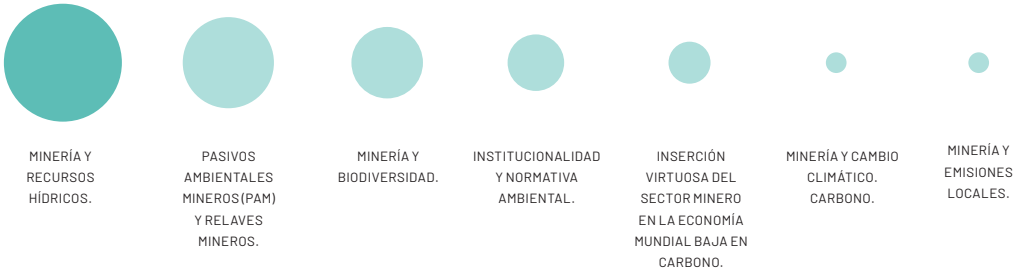 MINERÍA Y
RECURSOS
HÍDRICOS.
PASIVOS
AMBIENTALES
MINEROS (PAM)
Y RELAVES
MINEROS.
MINERÍA Y
BIODIVERSIDAD.
INSTITUCIONALIDAD
Y NORMATIVA
AMBIENTAL.
INSERCIÓN
VIRTUOSA DEL
SECTOR MINERO
EN LA ECONOMÍA
MUNDIAL BAJA EN
CARBONO.
MINERÍA Y CAMBIO
CLIMÁTICO.
CARBONO.
MINERÍA Y
EMISIONES
LOCALES.